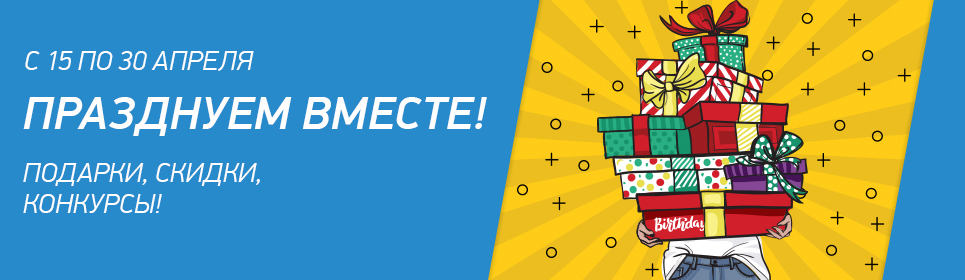 С 15 ПО 30 АПРЕЛЯ
ПРАЗДНУЕМ ВМЕСТЕ!
ПОДАРКИ, СКИДКИ,
КОНКУРСЫ!
Birthday